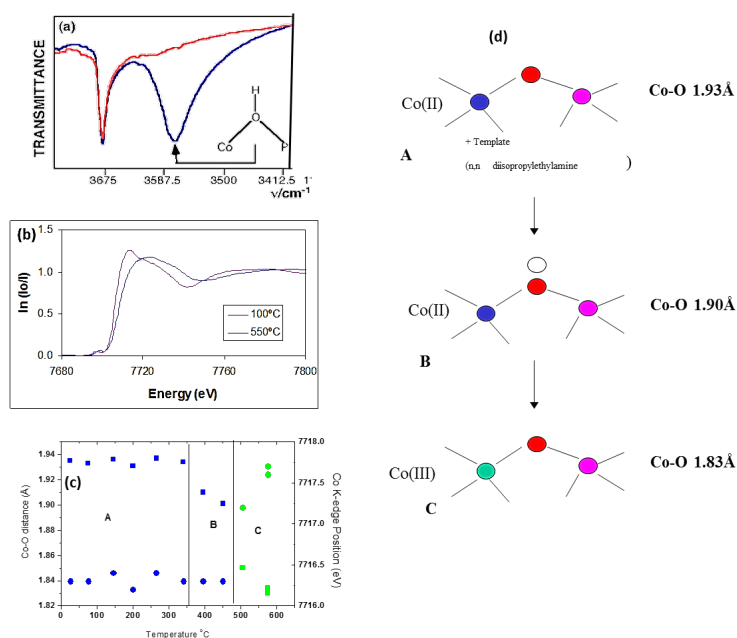 (a)
TRANSMITTANCE
H
O
Co
P
3675 3587.5 3500 3412.5 1
ν/cm⁻¹
(b)
ln (Io/I)
1.5
1.0
0.5
0.0
100°C
550°C
7680 7720 7760 7800
Energy (eV)
(c)
Co-O distance (Å)
1.94
1.92
1.90
1.88
1.86
1.84
1.82
A
B
C
7718.0
7717.5
7717.0
7716.5
7716.0
Co K-edge Position (eV)
0 100 200 300 400 500 600
Temperature °C
(d)
Co(II)
Co-O 1.93Å
A
+ Template
(n,n diisopropylethylamine )
Co(II)
Co-O 1.90Å
B
Co(III)
Co-O 1.83Å
C